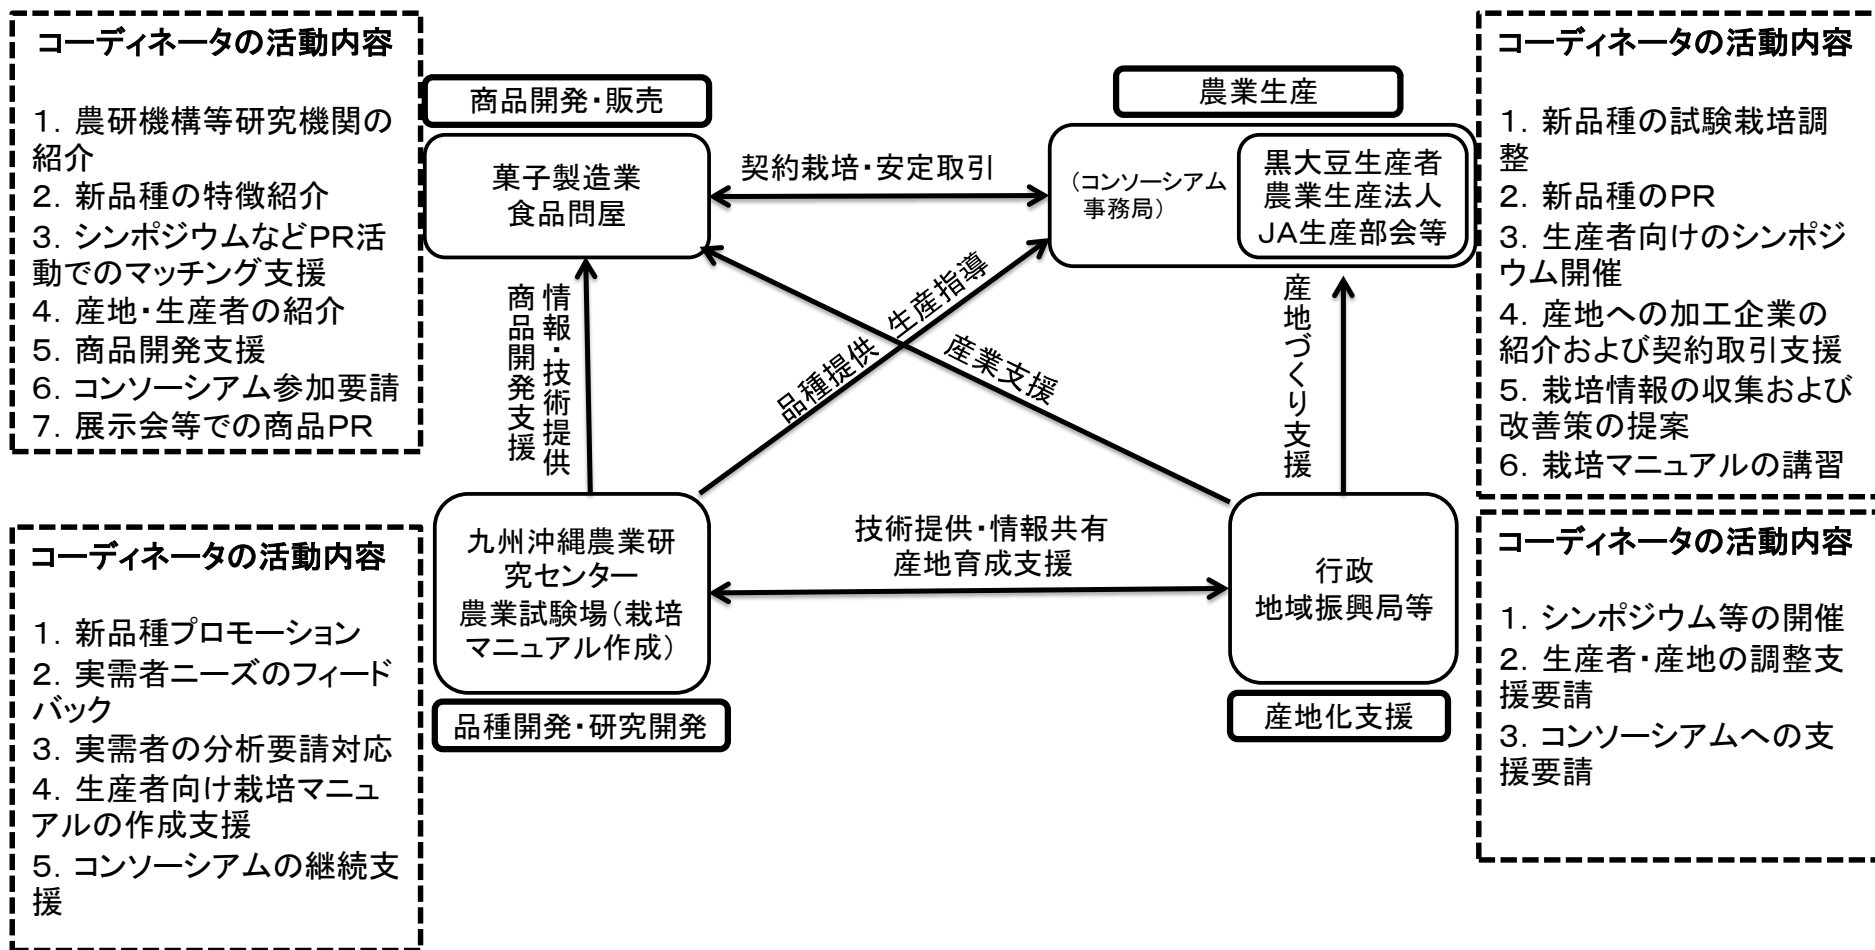 コーディネータの活動内容
1．農研機構等研究機関の
紹介
2．新品種の特徴紹介
3．シンポジウムなどPR活
動でのマッチング支援
4．産地・生産者の紹介
5．商品開発支援
6．コンソーシアム参加要請
7．展示会等での商品PR
商品開発・販売
菓子製造業
食品問屋
契約栽培・安定取引
農業生産
（コンソーシアム
事務局）
黒大豆生産者
農業生産法人
JA生産部会等
コーディネータの活動内容
1．新品種の試験栽培調
整
2．新品種のPR
3．生産者向けのシンポジ
ウム開催
4．産地への加工企業の
紹介および契約取引支援
5．栽培情報の収集および
改善策の提案
6．栽培マニュアルの講習
情報・技術提供
商品開発支援
品種提供　生産指導
産業支援
産地づくり支援
コーディネータの活動内容
1．新品種プロモーション
2．実需者ニーズのフィード
バック
3．実需者の分析要請対応
4．生産者向け栽培マニュ
アルの作成支援
5．コンソーシアムの継続支
援
九州沖縄農業研
究センター
農業試験場（栽培
マニュアル作成）
品種開発・研究開発
技術提供・情報共有
産地育成支援
行政
地域振興局等
産地化支援
コーディネータの活動内容
1．シンポジウム等の開催
2．生産者・産地の調整支
援要請
3．コンソーシアムへの支
援要請